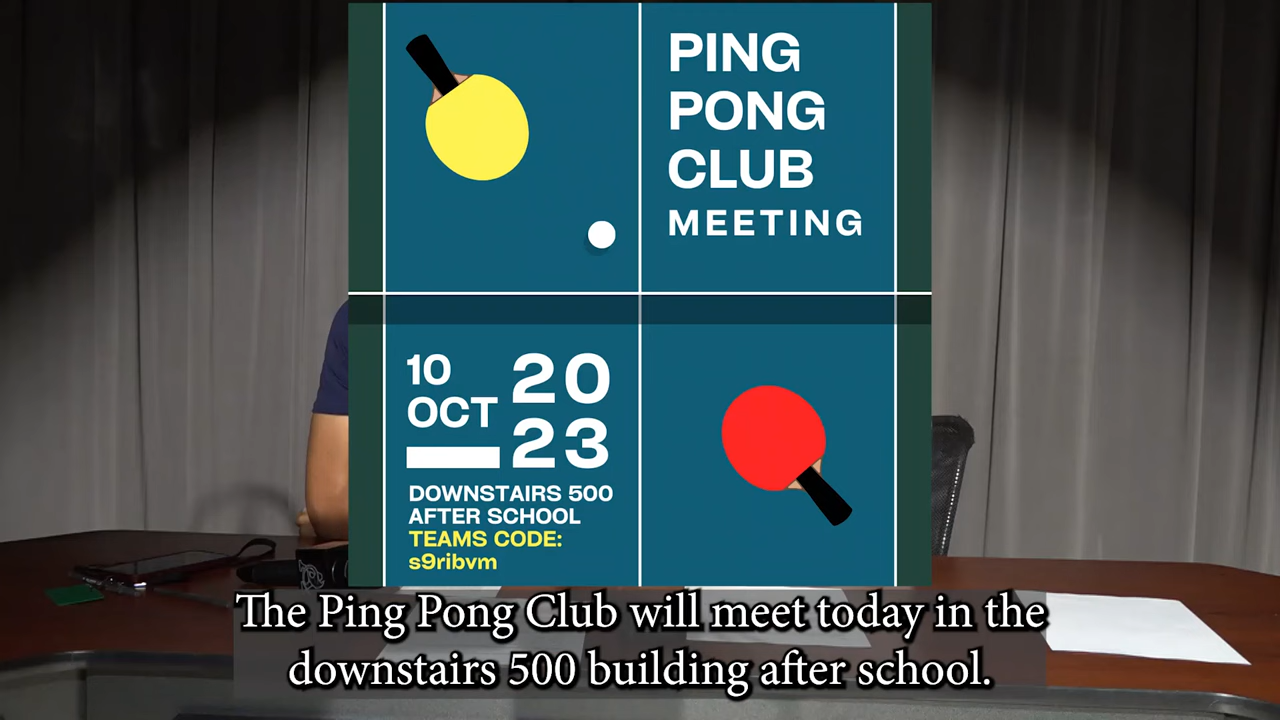 PING
PONG
CLUB
MEETING
10
OCT
20
23
DOWNSTAIRS 500
AFTER SCHOOL
TEAMS CODE:
s9ribvm
The Ping Pong Club will meet today in the
downstairs 500 building after school.